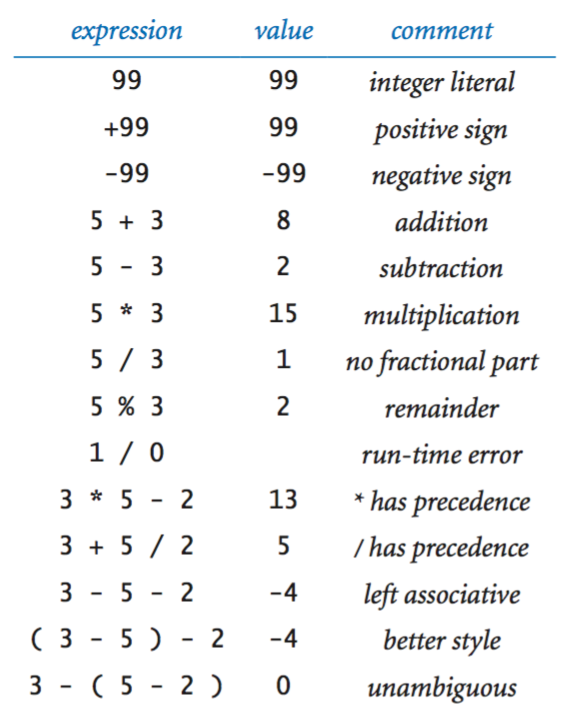 expression value comment
99 99 integer literal
+99 99 positive sign
-99 -99 negative sign
5 + 3 8 addition
5 - 3 2 subtraction
5 * 3 15 multiplication
5 / 3 1 no fractional part
5 % 3 2 remainder
1 / 0 run-time error
3 * 5 - 2 13 * has precedence
3 + 5 / 2 5 / has precedence
3 - 5 - 2 -4 left associative
( 3 - 5 ) - 2 -4 better style
3 - ( 5 - 2 ) 0 unambiguous